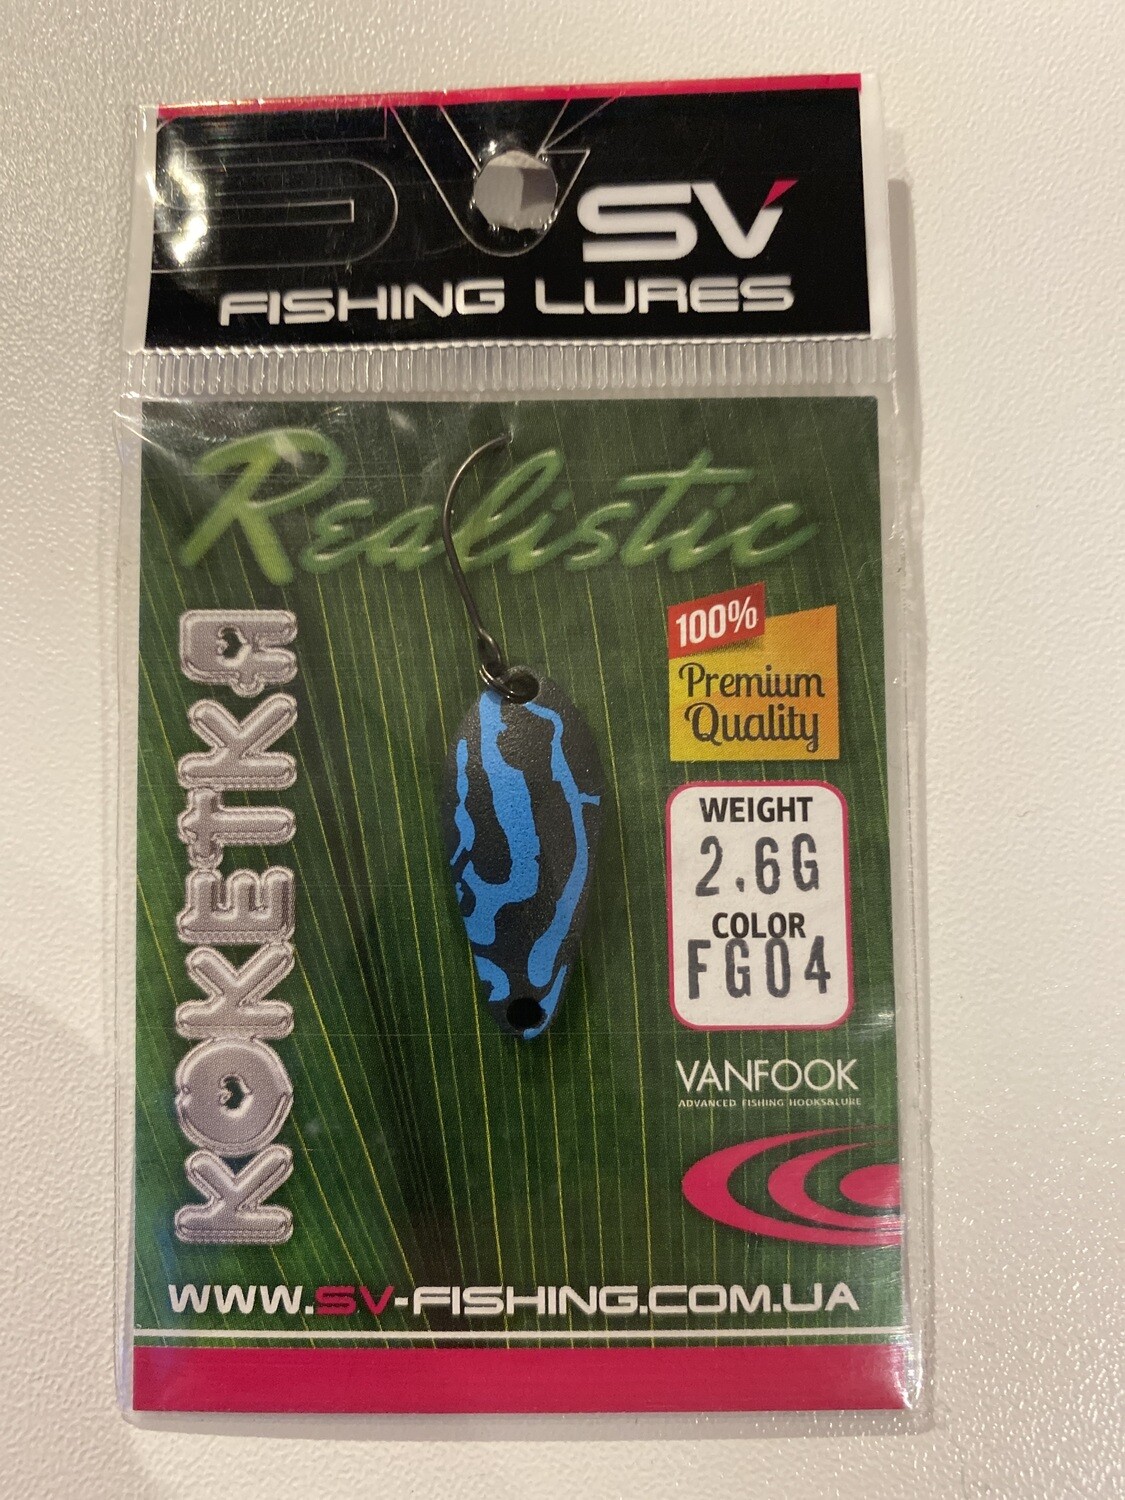 SV
SV
FISHING LURES
Realistic
KOKETKA
100%
Premium
Quality
WEIGHT
2.6G
COLOR
FG04
VANFOOK
ADVANCED FISHING HOOKS&LURE
WWW.SV-FISHING.COM.UA